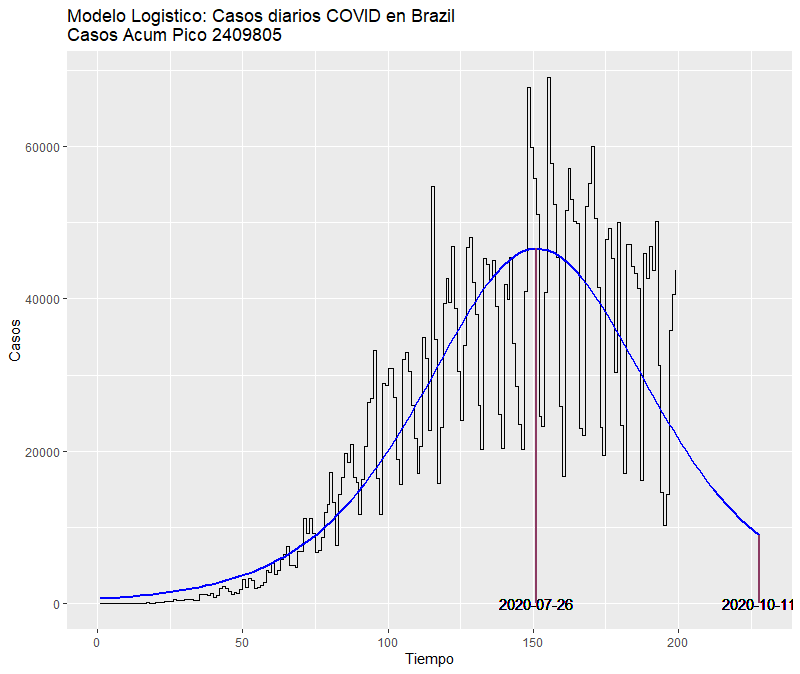 Modelo Logistico: Casos diarios COVID en Brazil
Casos Acum Pico 2409805
Casos
60000
40000
20000
0
2020-07-26
2020-10-11
0
50
100
150
200
Tiempo